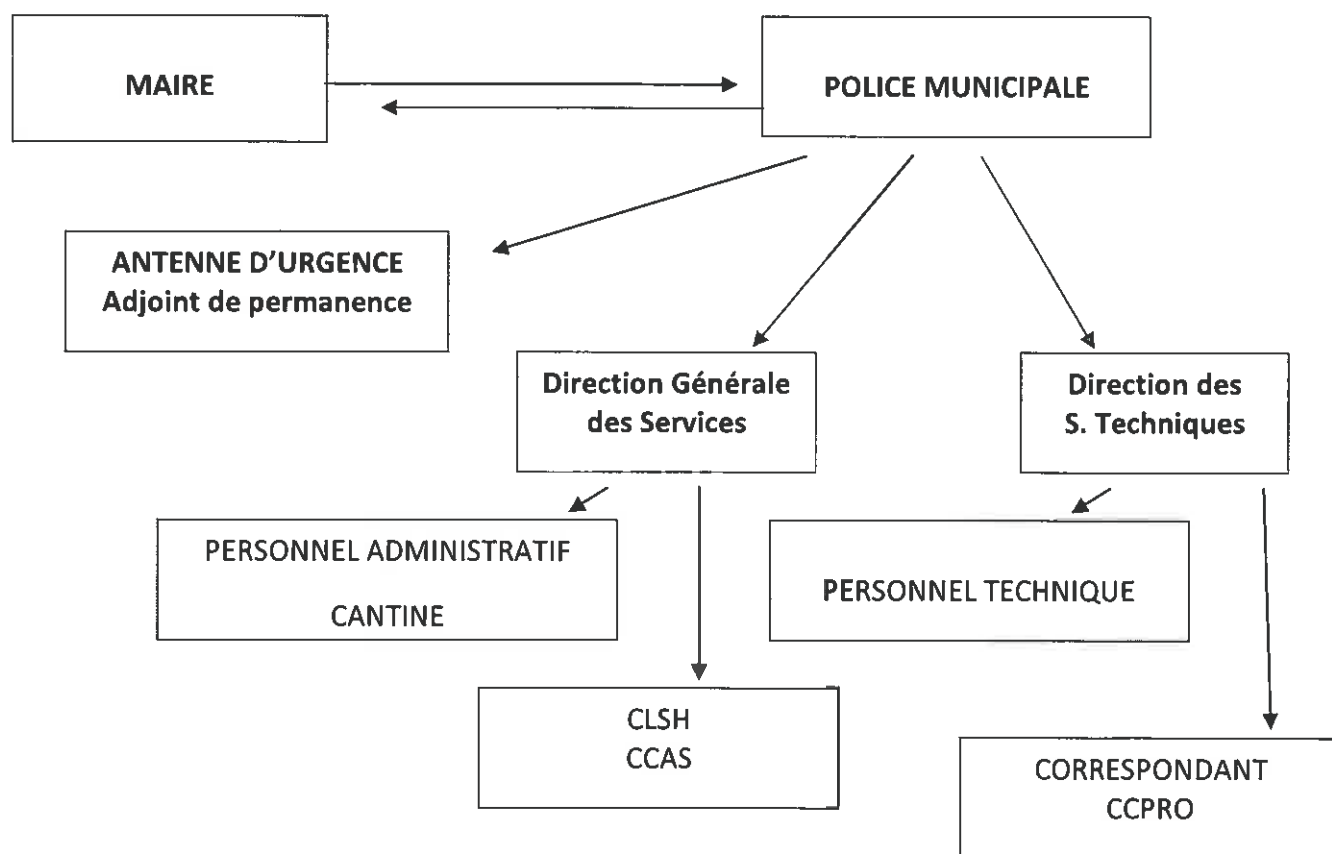 MAIRE
POLICE MUNICIPALE
ANTENNE D'URGENCE
Adjoint de permanence
Direction Générale
des Services
Direction des
S. Techniques
PERSONNEL ADMINISTRATIF
CANTINE
PERSONNEL TECHNIQUE
CLSH
CCAS
CORRESPONDANT
CCPRO